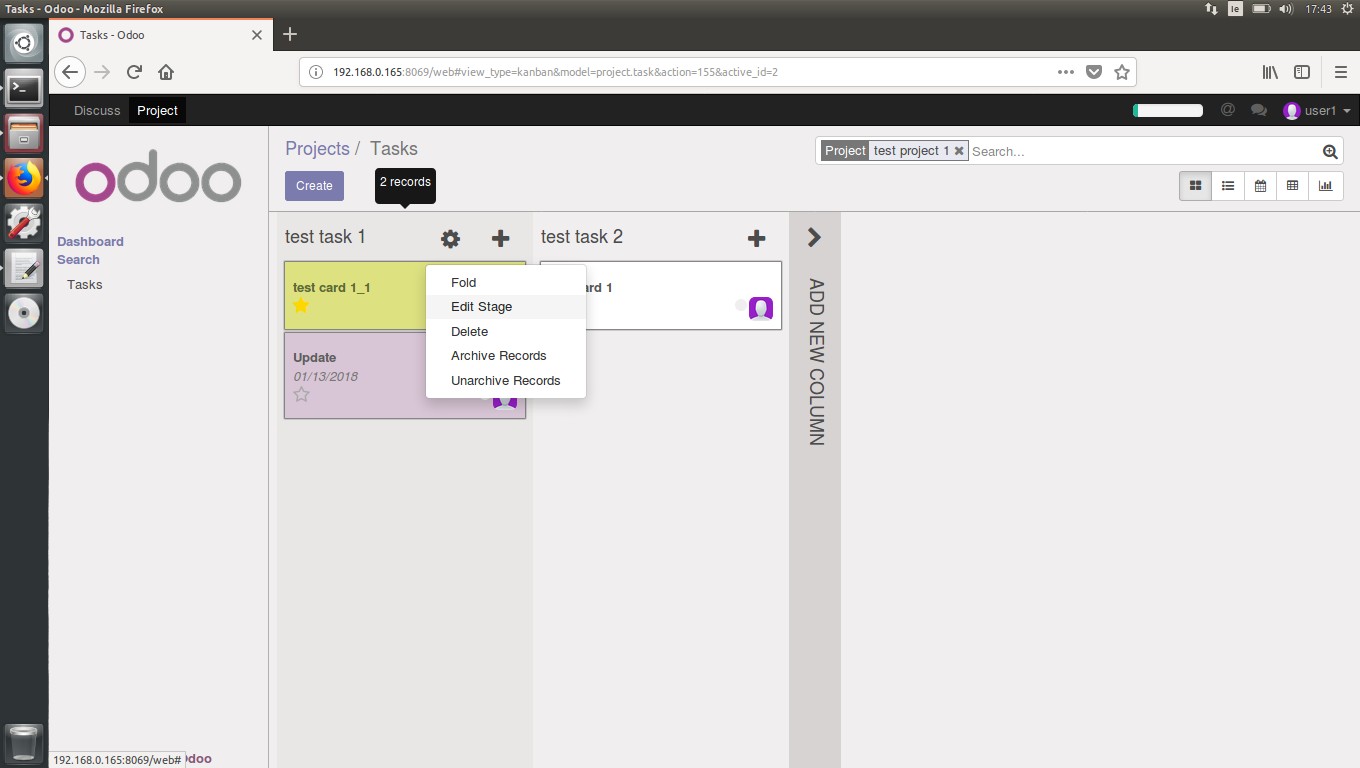 Tasks - Odoo - Mozilla Firefox
le
17:43
Tasks - Odoo
192.168.0.165:8069/web#view_type=kanban&model=project.task&action=155&active_id=2
Discuss
Project
@
user1
odoo
Dashboard
Search
Tasks
Projects / Tasks
Project
test project 1
Search...
Create
2 records
test task 1
test card 1_1
Update
01/13/2018
Fold
Edit Stage
Delete
Archive Records
Unarchive Records
test task 2
ard 1
ADD NEW COLUMN
192.168.0.165:8069/web#
doo